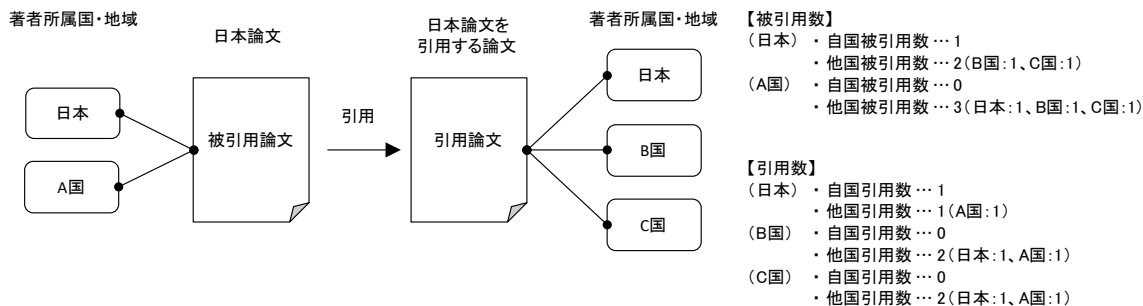 著者所属国・地域
日本論文
日本
A国
被引用論文
引用
日本論文を
引用する論文
引用論文
著者所属国・地域
日本
B国
C国
【被引用数】
(日本) ・自国被引用数…1
・他国被引用数…2(B国:1、C国:1)
(A国) ・自国被引用数…0
・他国被引用数…3(日本:1、B国:1、C国:1)
【引用数】
(日本) ・自国引用数…1
・他国引用数…1(A国:1)
(B国) ・自国引用数…0
・他国引用数…2(日本:1、A国:1)
(C国) ・自国引用数…0
・他国引用数…2(日本:1、A国:1)